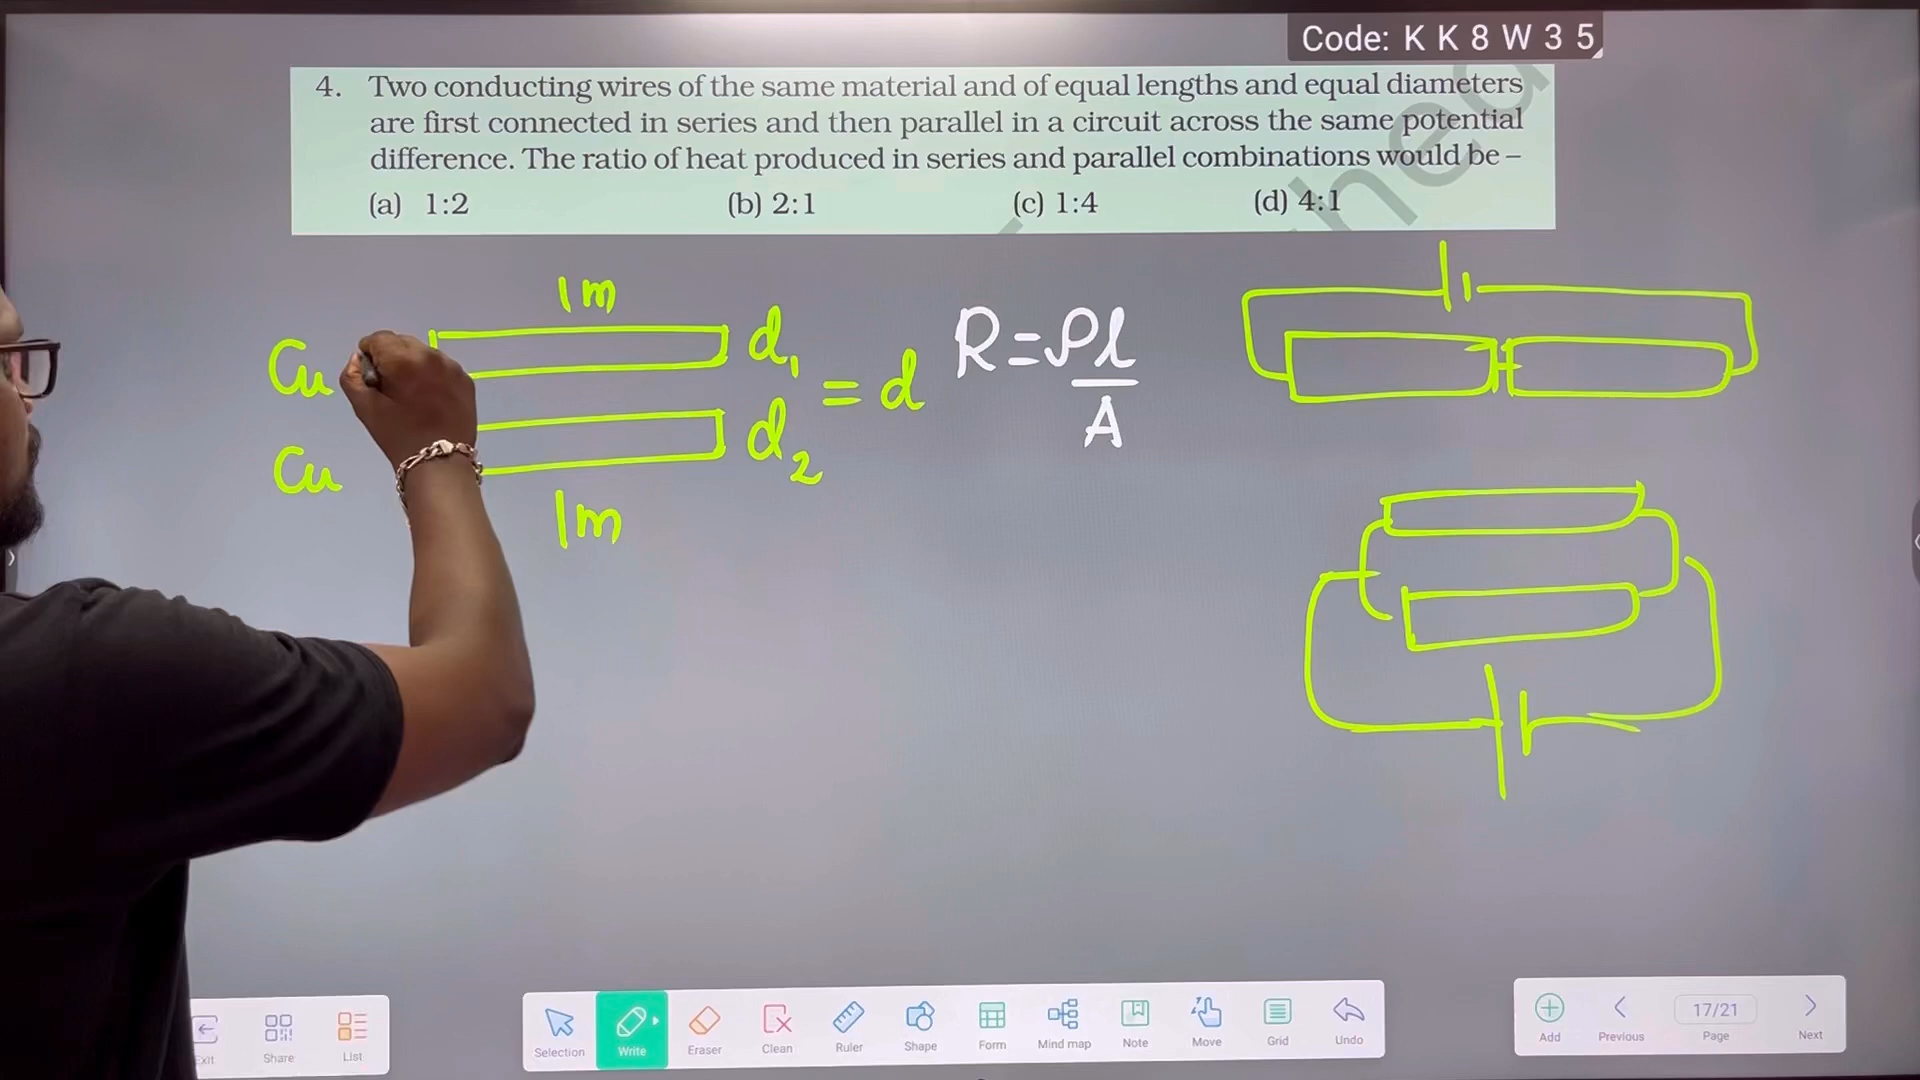 Code: K K 8 W 3 5
4. Two conducting wires of the same material and of equal lengths and equal diameters
are first connected in series and then parallel in a circuit across the same potential
difference. The ratio of heat produced in series and parallel combinations would be –
(a) 1:2 (b) 2:1 (c) 1:4 (d) 4:1
1m
Cu d₁
= d
R = ρl/A
Cu d₂
1m
Exit Share List
Selection Write Eraser Clean Ruler Shape Form Mind map Note Move Grid Undo
Add Previous 17/21 Page Next